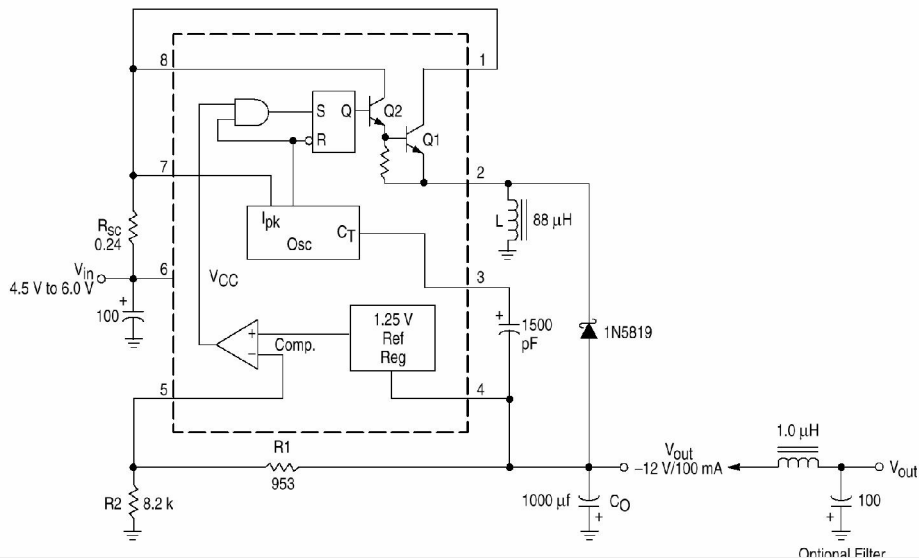 8
1
S
Q
Q2
R
Q1
7
2
Ipk
CT
Osc
L
88 µH
Rsc
0.24
Vin
4.5 V to 6.0 V
6
VCC
3
100
+
+
1500
pF
1N5819
1.25 V
Ref
Reg
+
–
Comp.
5
4
R1
953
Vout
–12 V/100 mA
1.0 µH
Vout
R2
8.2 k
1000 µf
CO
+
100
+
Optional Filter